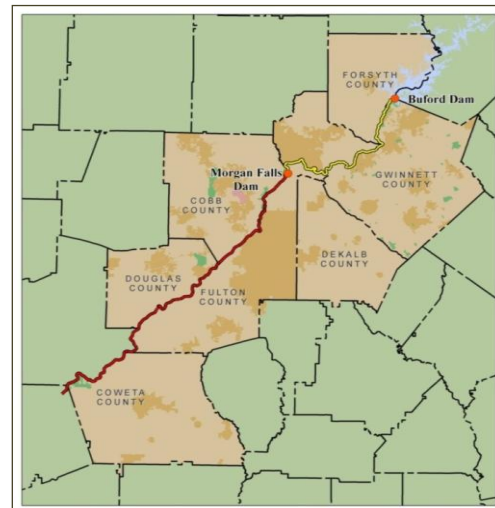 FORSYTH
COUNTY
Buford Dam
Morgan Falls
Dam
GWINNETT
COUNTY
COBB
COUNTY
DEKALB
COUNTY
DOUGLAS
COUNTY
FULTON
COUNTY
COWETA
COUNTY